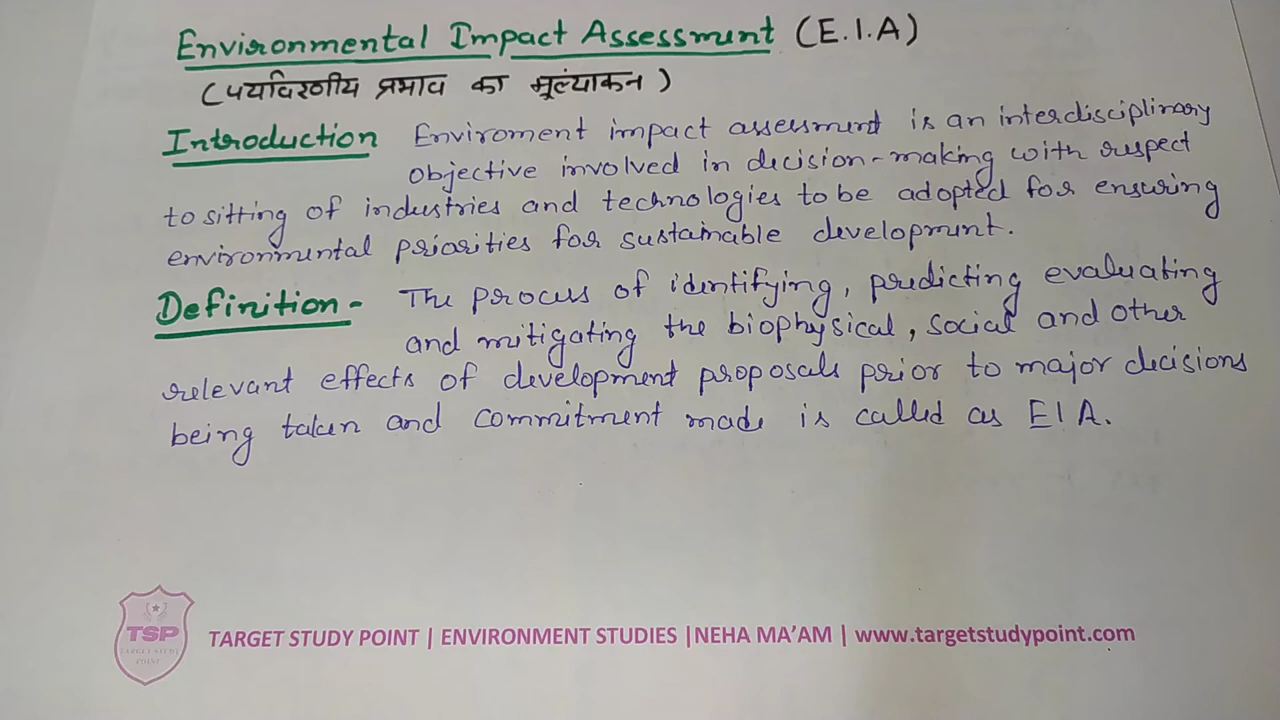 Environmental Impact Assessment (E.I.A)
(पर्यावरणीय प्रभाव का मूल्यांकन)
Introduction Enviroment impact assessment is an interdisciplinary
objective involved in decision-making with respect
to sitting of industries and technologies to be adopted for ensuring
environmental priorities for sustainable development.
Definition - The process of identifying, predicting evaluating
and mitigating the biophysical, social and other
relevant effects of development proposals prior to major decisions
being taken and commitment made is called as EIA.
TSP
TARGET STUDY
POINT
TARGET STUDY POINT | ENVIRONMENT STUDIES |NEHA MA'AM | www.targetstudypoint.com